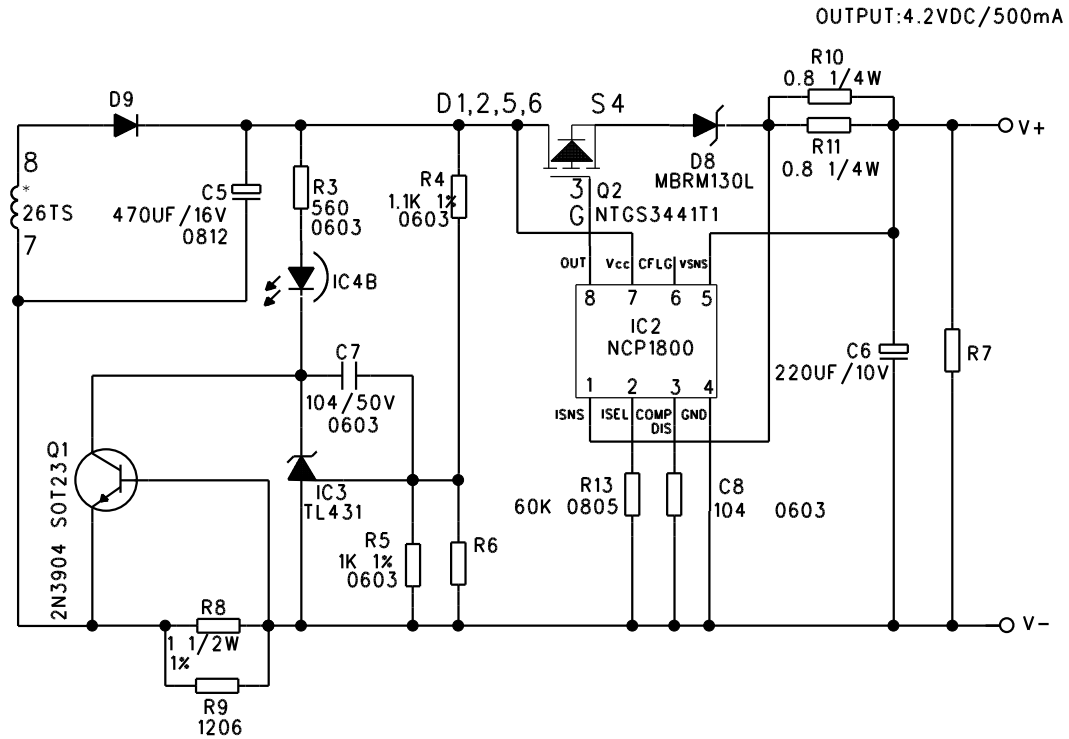 OUTPUT:4.2VDC/500mA
R10
0.8 1/4W
D9
D1,2,5,6
S4
V+
R11
0.8 1/4W
D8
MBRM130L
8
*
26TS
7
C5
470UF/16V
0812
R3
560
0603
R4
1.1K 1%
0603
3
G
Q2
NTGS3441T1
IC4B
OUT
Vcc
CFLG
VSNS
8
7
6
5
IC2
NCP1800
1
2
3
4
ISNS
ISEL
COMP
DIS
GND
C6
220UF/10V
R7
C7
104/50V
0603
Q1
2N3904 SOT23
IC3
TL431
R13
60K 0805
C8
104 0603
R5
1K 1%
0603
R6
R8
1 1/2W
1%
V-
R9
1206